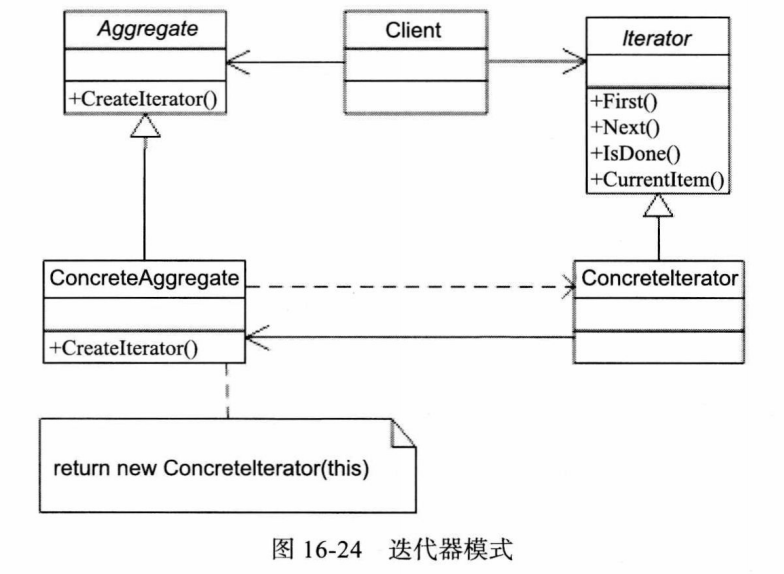 Aggregate
+CreateIterator()
Client
Iterator
+First()
+Next()
+IsDone()
+CurrentItem()
ConcreteAggregate
+CreateIterator()
ConcreteIterator
return new ConcreteIterator(this)
图 16-24 迭代器模式